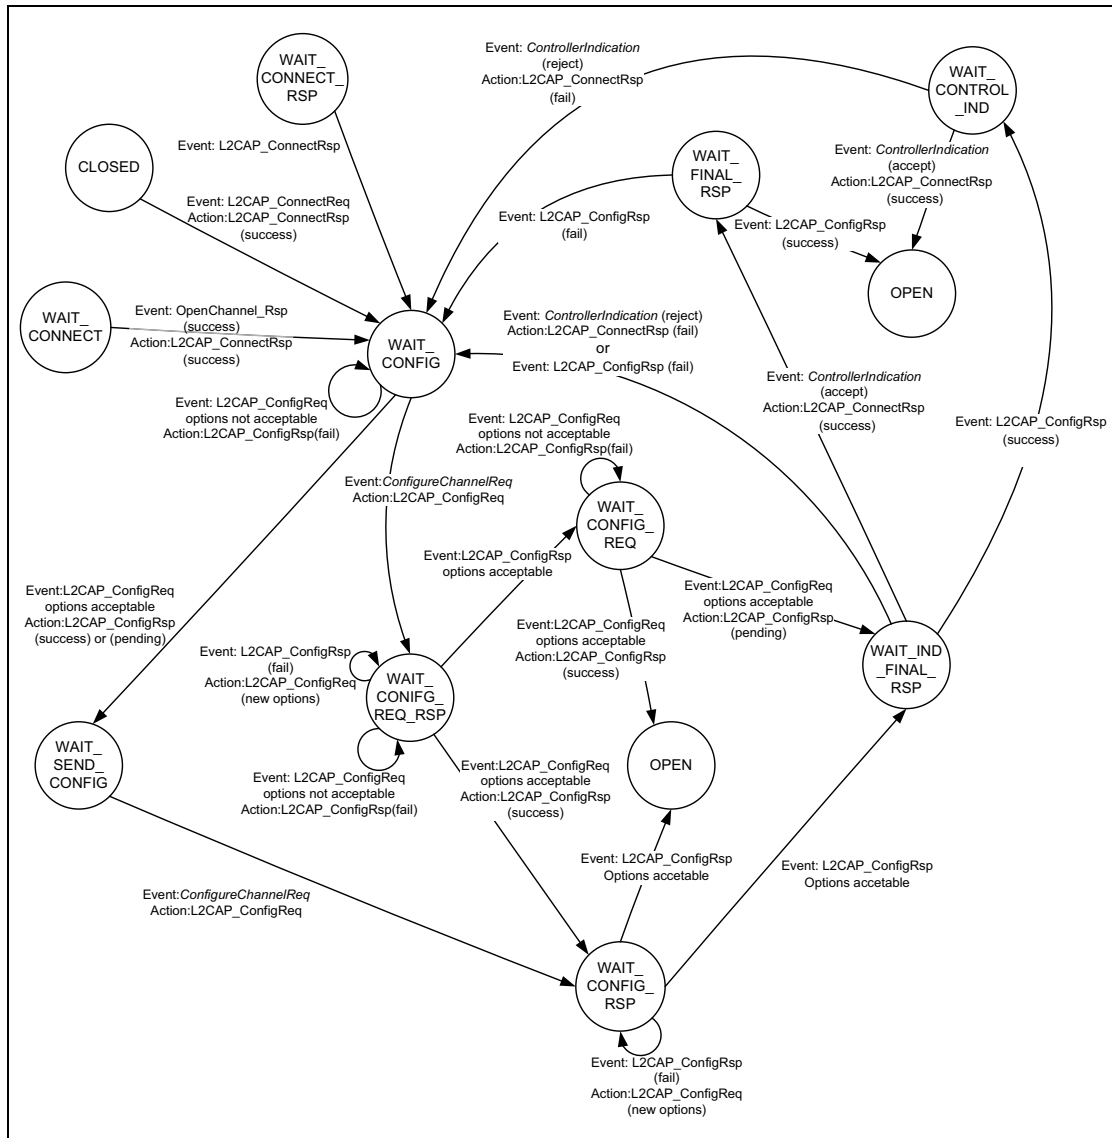 WAIT_
CONNECT_
RSP
Event: ControllerIndication
(reject)
Action:L2CAP_ConnectRsp
(fail)
WAIT_
CONTROL
_IND
CLOSED
Event: L2CAP_ConnectRsp
WAIT_
FINAL_
RSP
Event: ControllerIndication
(accept)
Action:L2CAP_ConnectRsp
(success)
Event: L2CAP_ConnectReq
Action:L2CAP_ConnectRsp
(success)
Event: L2CAP_ConfigRsp
(fail)
Event: L2CAP_ConfigRsp
(success)
OPEN
WAIT_
CONNECT
Event: OpenChannel_Rsp
(success)
Action:L2CAP_ConnectRsp
(success)
WAIT_
CONFIG
Event: ControllerIndication (reject)
Action:L2CAP_ConnectRsp (fail)
or
Event: L2CAP_ConfigRsp (fail)
Event: ControllerIndication
(accept)
Action:L2CAP_ConnectRsp
(success)
Event: L2CAP_ConfigRsp
(success)
Event: L2CAP_ConfigReq
options not acceptable
Action:L2CAP_ConfigRsp(fail)
Event: L2CAP_ConfigReq
options not acceptable
Action:L2CAP_ConfigRsp(fail)
Event:ConfigureChannelReq
Action:L2CAP_ConfigReq
WAIT_
CONFIG_
REQ
Event:L2CAP_ConfigRsp
options acceptable
Event:L2CAP_ConfigReq
options acceptable
Action:L2CAP_ConfigRsp
(success) or (pending)
Event:L2CAP_ConfigReq
options acceptable
Action:L2CAP_ConfigRsp
(pending)
Event:L2CAP_ConfigReq
options acceptable
Action:L2CAP_ConfigRsp
(success)
WAIT_IND
_FINAL_
RSP
Event: L2CAP_ConfigRsp
(fail)
Action:L2CAP_ConfigReq
(new options)
WAIT_
CONIFG_
REQ_RSP
WAIT_
SEND_
CONFIG
Event: L2CAP_ConfigReq
options not acceptable
Action:L2CAP_ConfigRsp(fail)
Event:L2CAP_ConfigReq
options acceptable
Action:L2CAP_ConfigRsp
(success)
OPEN
Event: L2CAP_ConfigRsp
Options accetable
Event: L2CAP_ConfigRsp
Options accetable
Event:ConfigureChannelReq
Action:L2CAP_ConfigReq
WAIT_
CONFIG_
RSP
Event: L2CAP_ConfigRsp
(fail)
Action:L2CAP_ConfigReq
(new options)